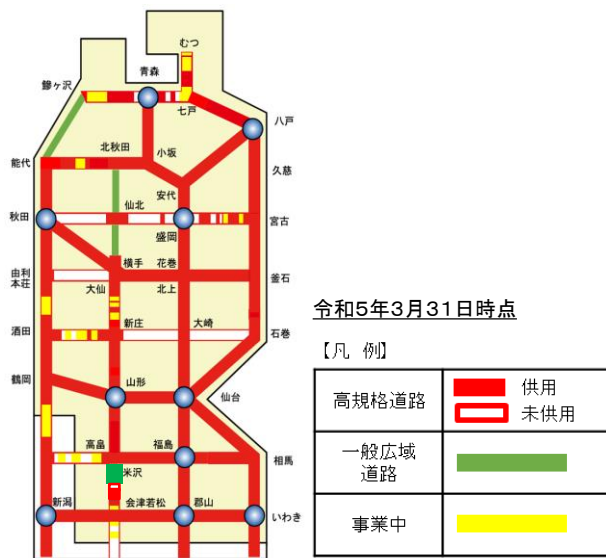 むつ
青森
鰺ヶ沢
七戸
八戸
北秋田
小坂
能代
久慈
安代
仙北
秋田
宮古
盛岡
横手
花巻
由利
本荘
釜石
大仙
北上
新庄
大崎
酒田
石巻
山形
鶴岡
仙台
高畠
福島
相馬
米沢
新潟
会津若松
郡山
いわき
令和5年3月31日時点
【凡 例】
高規格道路
供用
未供用
一般広域
道路
事業中